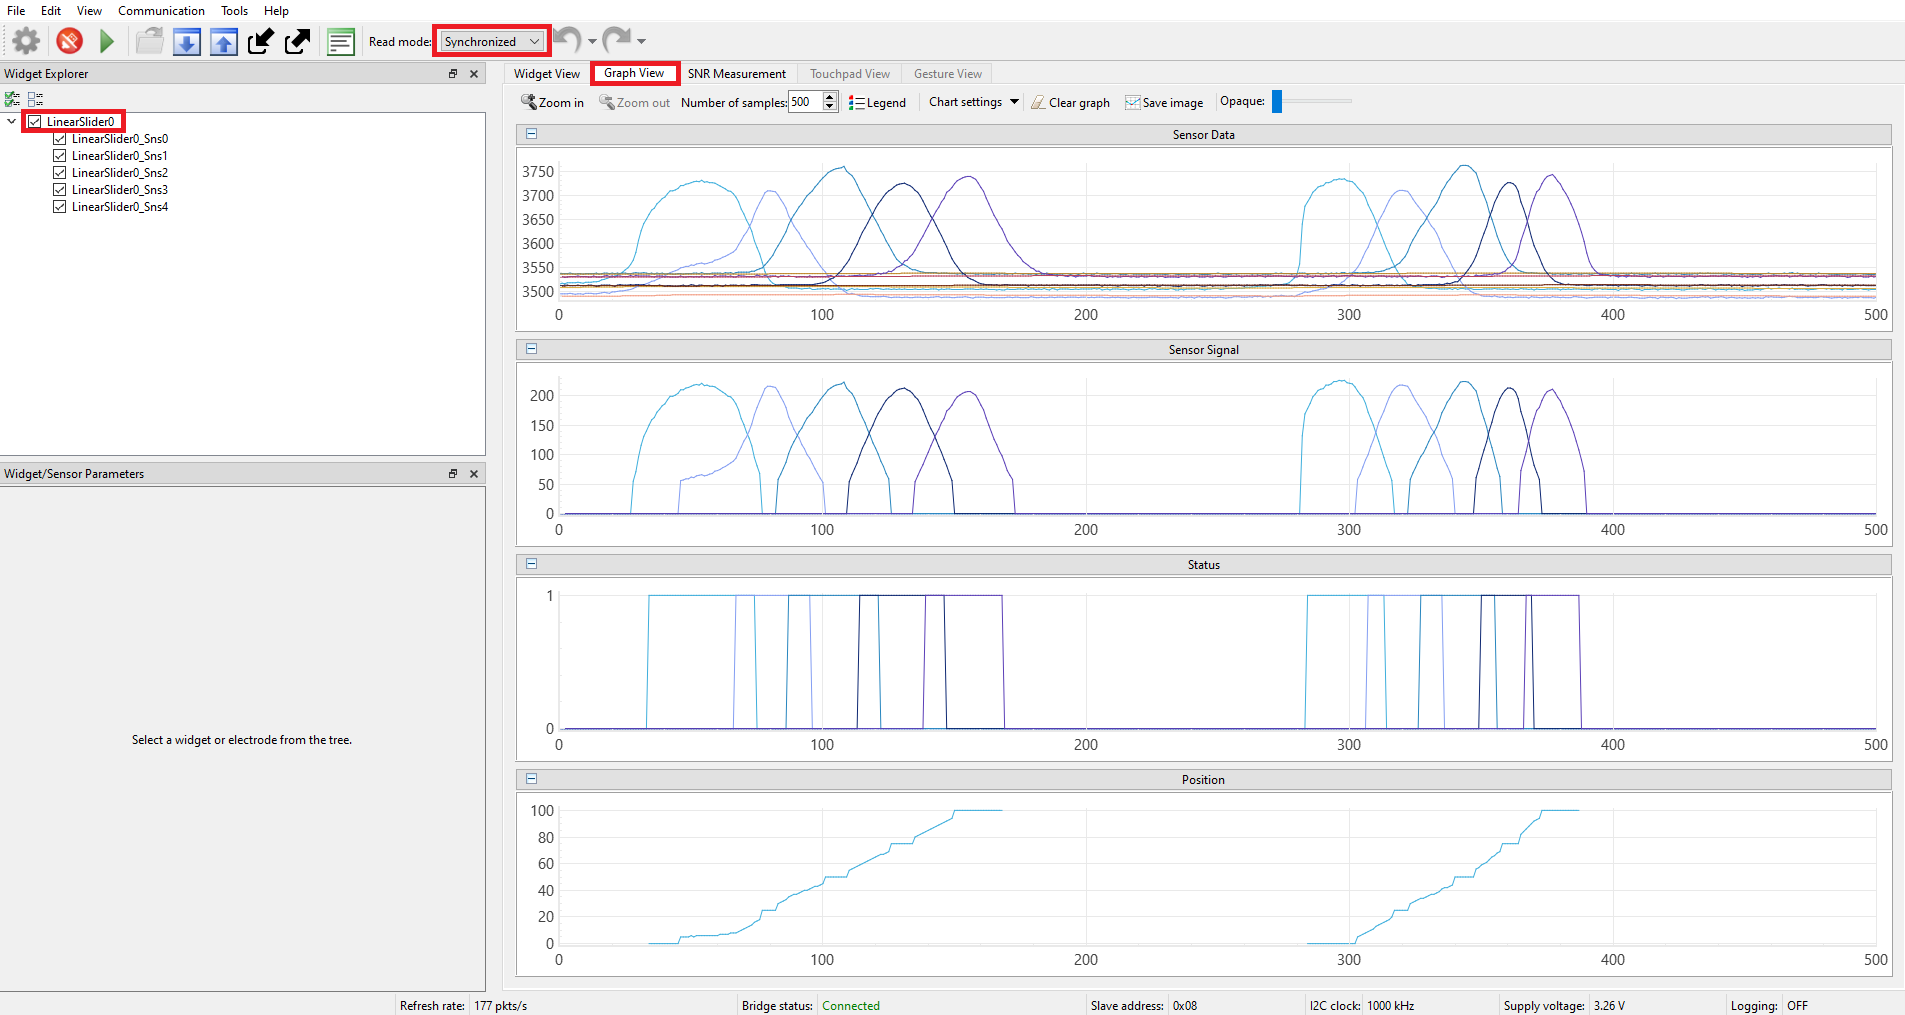 File Edit View Communication Tools Help
Read mode: Synchronized
Widget Explorer
LinearSlider0
LinearSlider0_Sns0
LinearSlider0_Sns1
LinearSlider0_Sns2
LinearSlider0_Sns3
LinearSlider0_Sns4
Widget/Sensor Parameters
Select a widget or electrode from the tree.
Widget View Graph View SNR Measurement Touchpad View Gesture View
Zoom in Zoom out Number of samples: 500 Legend Chart settings Clear graph Save image Opaque:
Sensor Data
3750
3700
3650
3600
3550
3500
0 100 200 300 400 500
Sensor Signal
200
150
100
50
0
0 100 200 300 400 500
Status
1
0
0 100 200 300 400 500
Position
100
80
60
40
20
0
0 100 200 300 400 500
Refresh rate: 177 pkts/s Bridge status: Connected Slave address: 0x08 I2C clock: 1000 kHz Supply voltage: 3.26 V Logging: OFF